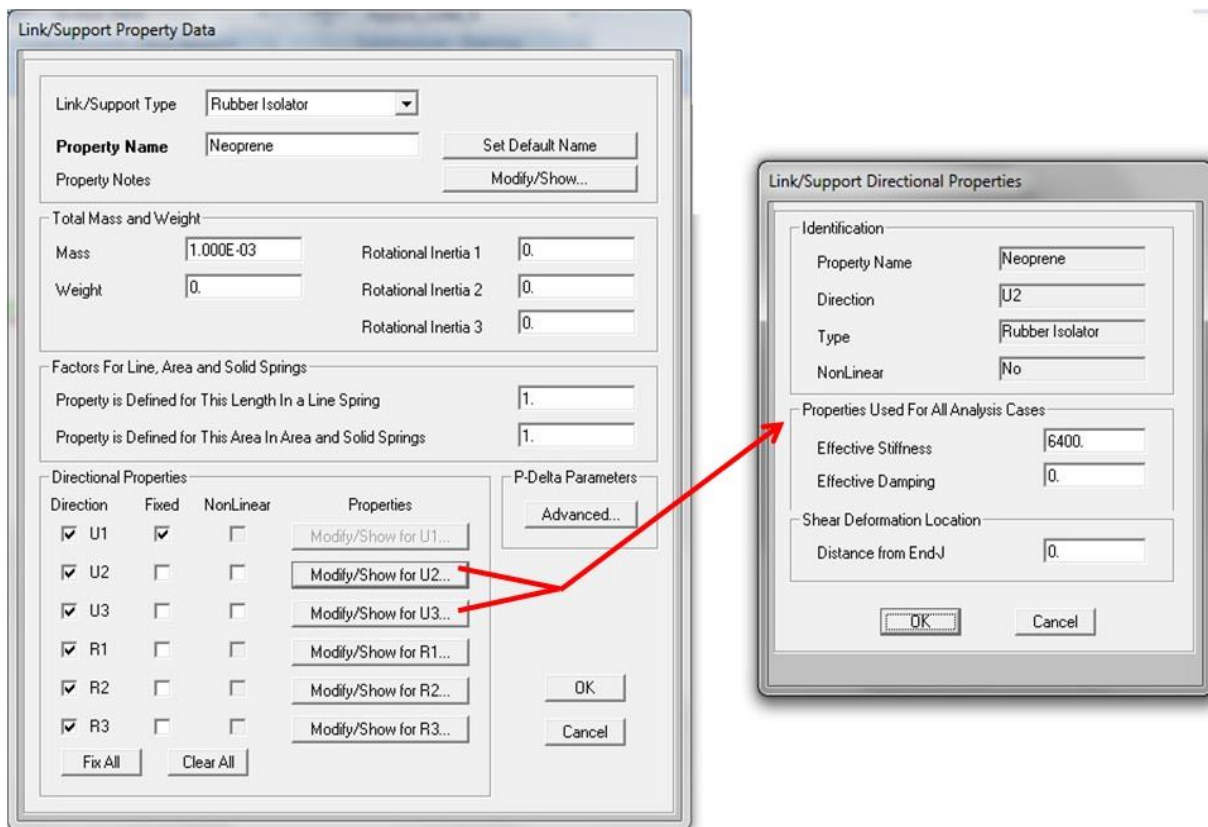 Link/Support Property Data
Link/Support Type Rubber Isolator
Property Name Neoprene Set Default Name
Property Notes Modify/Show...
Total Mass and Weight
Mass 1.000E-03 Rotational Inertia 1 0.
Weight 0. Rotational Inertia 2 0.
Rotational Inertia 3 0.
Factors For Line, Area and Solid Springs
Property is Defined for This Length In a Line Spring 1.
Property is Defined for This Area In Area and Solid Springs 1.
Directional Properties
Direction Fixed NonLinear Properties
U1 Modify/Show for U1...
U2 Modify/Show for U2...
U3 Modify/Show for U3...
R1 Modify/Show for R1...
R2 Modify/Show for R2...
R3 Modify/Show for R3...
Fix All Clear All
P-Delta Parameters
Advanced...
OK
Cancel
Link/Support Directional Properties
Identification
Property Name Neoprene
Direction U2
Type Rubber Isolator
NonLinear No
Properties Used For All Analysis Cases
Effective Stiffness 6400.
Effective Damping 0.
Shear Deformation Location
Distance from End-J 0.
OK Cancel